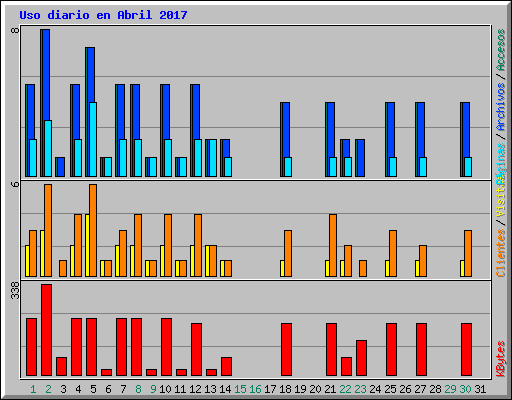 Uso diario en Abril 2017
8
6
338
Clientes / Visitas
Páginas / Archivos / Accesos
KBytes
1 2 3 4 5 6 7 8 9 10 11 12 13 14 15 16 17 18 19 20 21 22 23 24 25 26 27 28 29 30 31